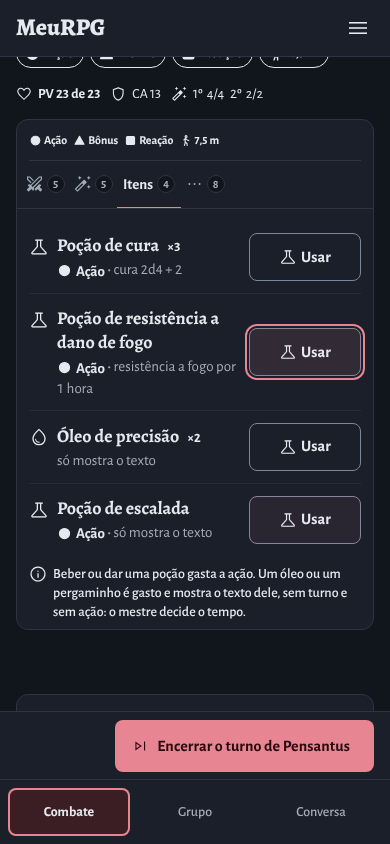 MeuRPG
PV 23 de 23 CA 13 1º 4/4 2º 2/2
Ação Bônus Reação 7,5 m
5 5 Itens 4 ··· 8
Poção de cura ×3
Ação · cura 2d4 + 2
Usar
Poção de resistência a
dano de fogo
Ação · resistência a fogo por
1 hora
Usar
Óleo de precisão ×2
só mostra o texto
Usar
Poção de escalada
Ação · só mostra o texto
Usar
Beber ou dar uma poção gasta a ação. Um óleo ou um
pergaminho é gasto e mostra o texto dele, sem turno e
sem ação: o mestre decide o tempo.
Encerrar o turno de Pensantus
Combate Grupo Conversa